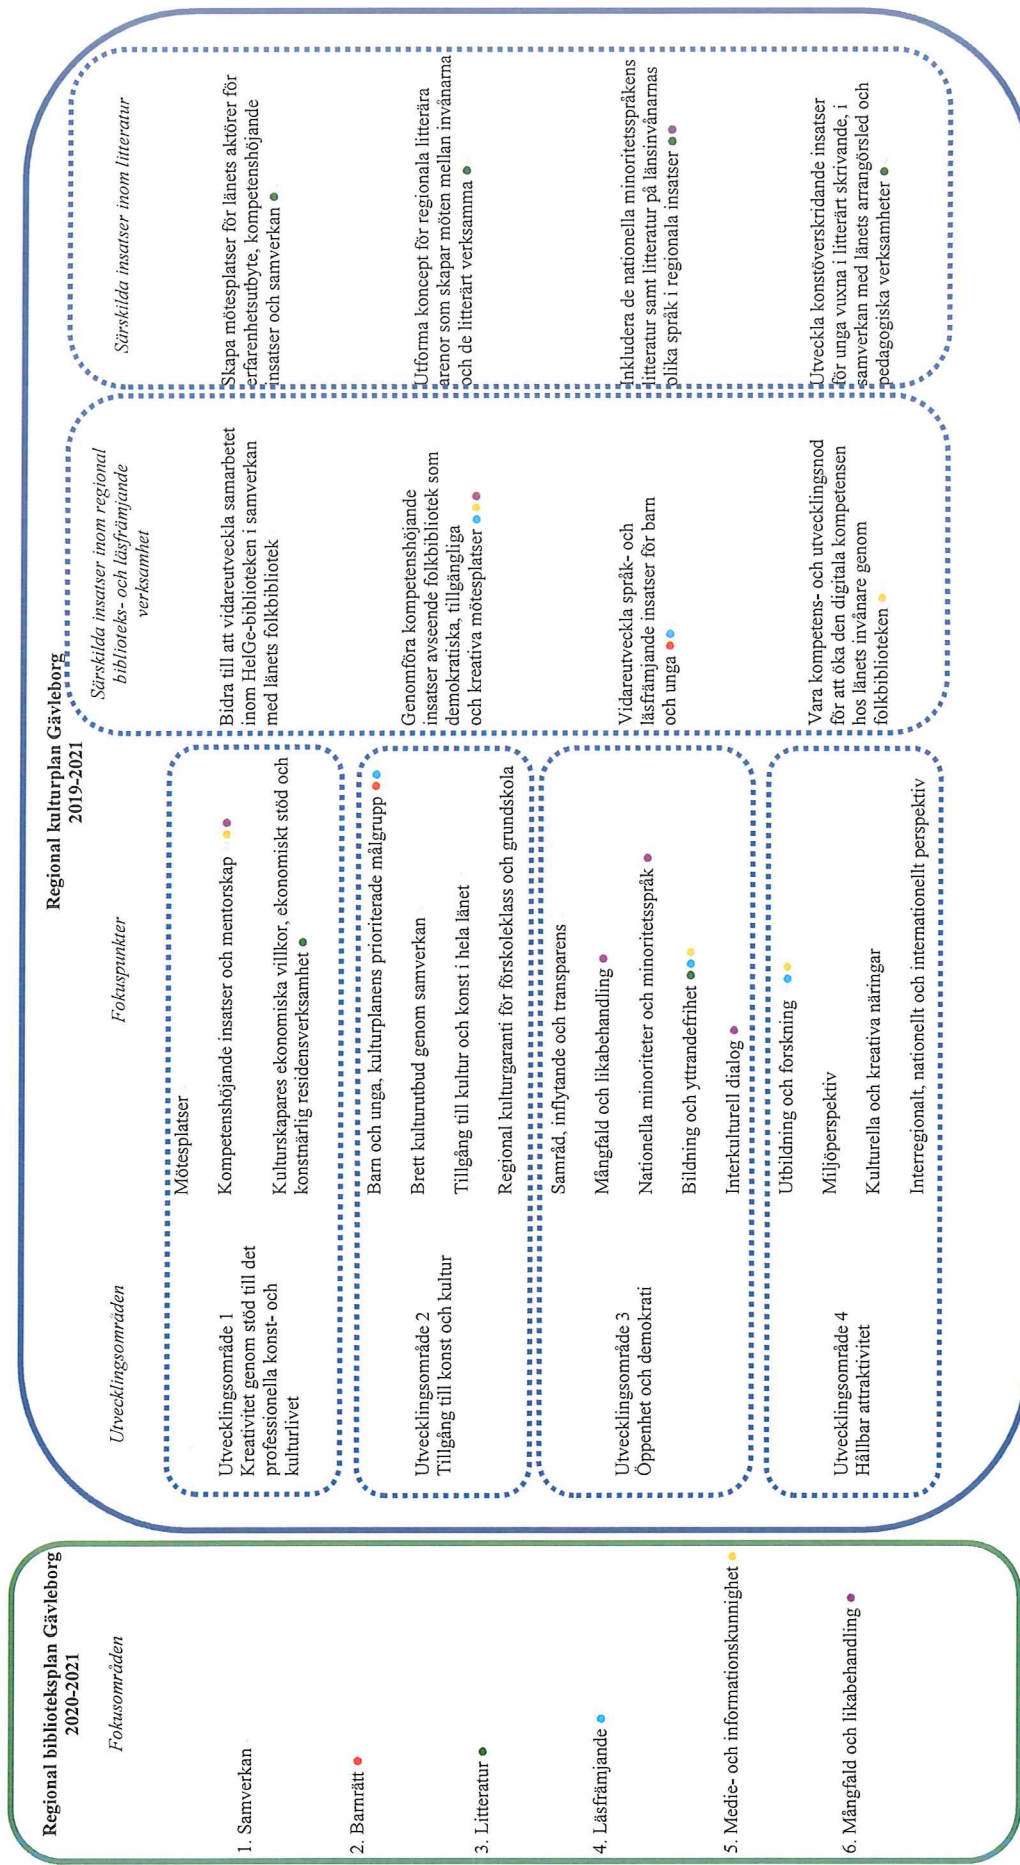 Regional biblioteksplan Gävleborg
2020-2021
Fokusområden
1. Samverkan
2. Barnrätt
3. Litteratur
4. Läsfrämjande
5. Medie- och informationskunnighet
6. Mångfald och likabehandling
Regional kulturplan Gävleborg
2019-2021
Utvecklingsområden
Utvecklingsområde 1
Kreativitet genom stöd till det
professionella konst- och
kulturlivet
Utvecklingsområde 2
Tillgång till konst och kultur
Utvecklingsområde 3
Öppenhet och demokrati
Utvecklingsområde 4
Hållbar attraktivitet
Fokuspunkter
Mötesplatser
Kompetenshöjande insatser och mentorskap
Kulturskapares ekonomiska villkor, ekonomiskt stöd och
konstnärlig residensverksamhet
Barn och unga, kulturplanens prioriterade målgrupp
Brett kulturutbud genom samverkan
Tillgång till kultur och konst i hela länet
Regional kulturgaranti för förskoleklass och grundskola
Samråd, inflytande och transparens
Mångfald och likabehandling
Nationella minoriteter och minoritetsspråk
Bildning och yttrandefrihet
Interkulturell dialog
Utbildning och forskning
Miljöperspektiv
Kulturella och kreativa näringar
Interregionalt, nationellt och internationellt perspektiv
Särskilda insatser inom regional
biblioteks- och läsfrämjande
verksamhet
Bidra till att vidareutveckla samarbetet
inom HelGe-biblioteken i samverkan
med länets folkbibliotek
Genomföra kompetenshöjande
insatser avseende folkbibliotek som
demokratiska, tillgängliga
och kreativa mötesplatser
Vidareutveckla språk- och
läsfrämjande insatser för barn
och unga
Vara kompetens- och utvecklingsnod
för att öka den digitala kompetensen
hos länets invånare genom
folkbiblioteken
Särskilda insatser inom litteratur
Skapa mötesplatser för länets aktörer för
erfarenhetsutbyte, kompetenshöjande
insatser och samverkan
Utforma koncept för regionala litterära
arenor som skapar möten mellan invånarna
och de litterärt verksamma
Inkludera de nationella minoritetsspråkens
litteratur samt litteratur på länsinvånarnas
olika språk i regionala insatser
Utveckla konstöverskridande insatser
för unga vuxna i litterärt skrivande, i
samverkan med länets arrangörsled och
pedagogiska verksamheter